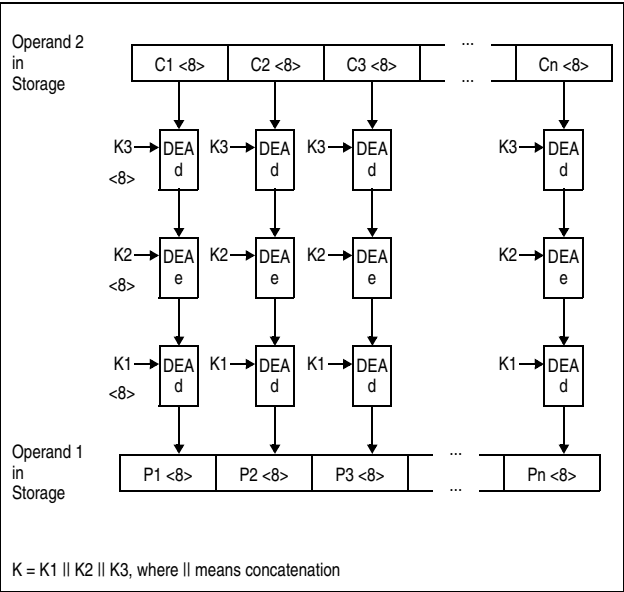 Operand 2
in
Storage
C1 <8> C2 <8> C3 <8> ... ... Cn <8>
K3 DEA d K3 DEA d K3 DEA d K3 DEA d
<8>
K2 DEA e K2 DEA e K2 DEA e K2 DEA e
<8>
K1 DEA d K1 DEA d K1 DEA d K1 DEA d
<8>
Operand 1
in
Storage
P1 <8> P2 <8> P3 <8> ... ... Pn <8>
K = K1 || K2 || K3, where || means concatenation